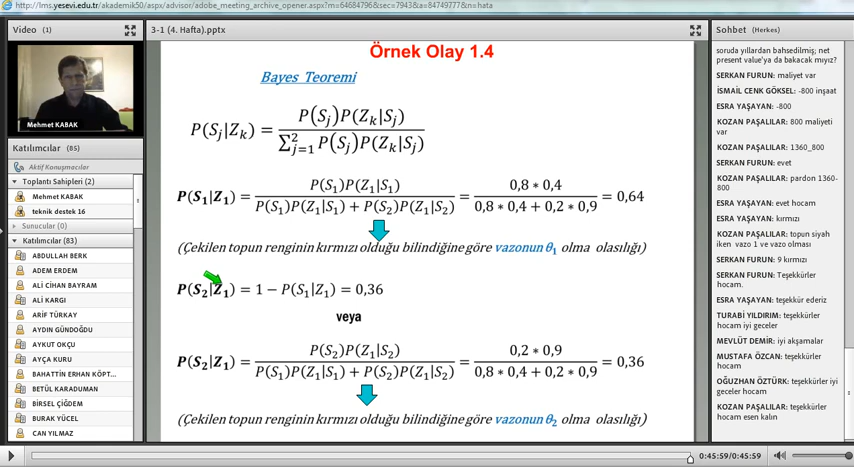 http://lms.yesevi.edu.tr/akademik50/aspx/advisor/adobe_meeting_archive_opener.aspx?m=64684796&sec=7943&a=84749777&n=hata
Video (1)
Mehmet KABAK
Katılımcılar (85)
Aktif Konuşmacılar
Toplantı Sahipleri (2)
Mehmet KABAK
teknik destek 16
Sunucular (0)
Katılımcılar (83)
ABDULLAH BERK
ADEM ERDEM
ALİ CİHAN BAYRAM
ALİ KARGI
ARİF TÜRKAY
AYDIN GÜNDOĞDU
AYKUT OKÇU
AYÇA KURU
BAHATTİN ERHAN KÖPT...
BETÜL KARADUMAN
BİRSEL ÇİĞDEM
BURAK YÜCEL
CAN YILMAZ
3-1 (4. Hafta).pptx
Örnek Olay 1.4
Bayes Teoremi
P(S_j|Z_k) = P(S_j)P(Z_k|S_j) / ∑_{j=1}^{2} P(S_j)P(Z_k|S_j)
P(S₁|Z₁) = P(S₁)P(Z₁|S₁) / P(S₁)P(Z₁|S₁) + P(S₂)P(Z₁|S₂) = 0,8 * 0,4 / 0,8 * 0,4 + 0,2 * 0,9 = 0,64
(Çekilen topun renginin kırmızı olduğu bilindiğine göre vazonun θ₁ olma olasılığı)
P(S₂|Z₁) = 1 − P(S₁|Z₁) = 0,36
veya
P(S₂|Z₁) = P(S₂)P(Z₁|S₂) / P(S₁)P(Z₁|S₁) + P(S₂)P(Z₁|S₂) = 0,2 * 0,9 / 0,8 * 0,4 + 0,2 * 0,9 = 0,36
(Çekilen topun renginin kırmızı olduğu bilindiğine göre vazonun θ₂ olma olasılığı)
Sohbet (Herkes)
soruda yıllardan bahsedilmiş; net
present value'ya da bakacak mıyız?
SERKAN FURUN: maliyet var
İSMAİL CENK GÖKSEL: -800 inşaat
ESRA YAŞAYAN: -800
KOZAN PAŞALILAR: 800 maliyeti
var
KOZAN PAŞALILAR: 1360_800
SERKAN FURUN: evet
KOZAN PAŞALILAR: pardon 1360-
800
ESRA YAŞAYAN: evet hocam
ESRA YAŞAYAN: kırmızı
KOZAN PAŞALILAR: topun siyah
iken vazo 1 ve vazo olması
SERKAN FURUN: 9 kırmızı
SERKAN FURUN: Teşekkürler
hocam.
ESRA YAŞAYAN: teşekkür ederiz
TURABİ YILDIRIM: teşekkürler
hocam iyi geceler
MEVLÜT DEMİR: iyi akşamalar
MUSTAFA ÖZCAN: teşekkürler
hocam
OĞUZHAN ÖZTÜRK: teşekkürler iyi
geceler hocam
KOZAN PAŞALILAR: teşekkürler
hocam esen kalın
0:45:59/0:45:59